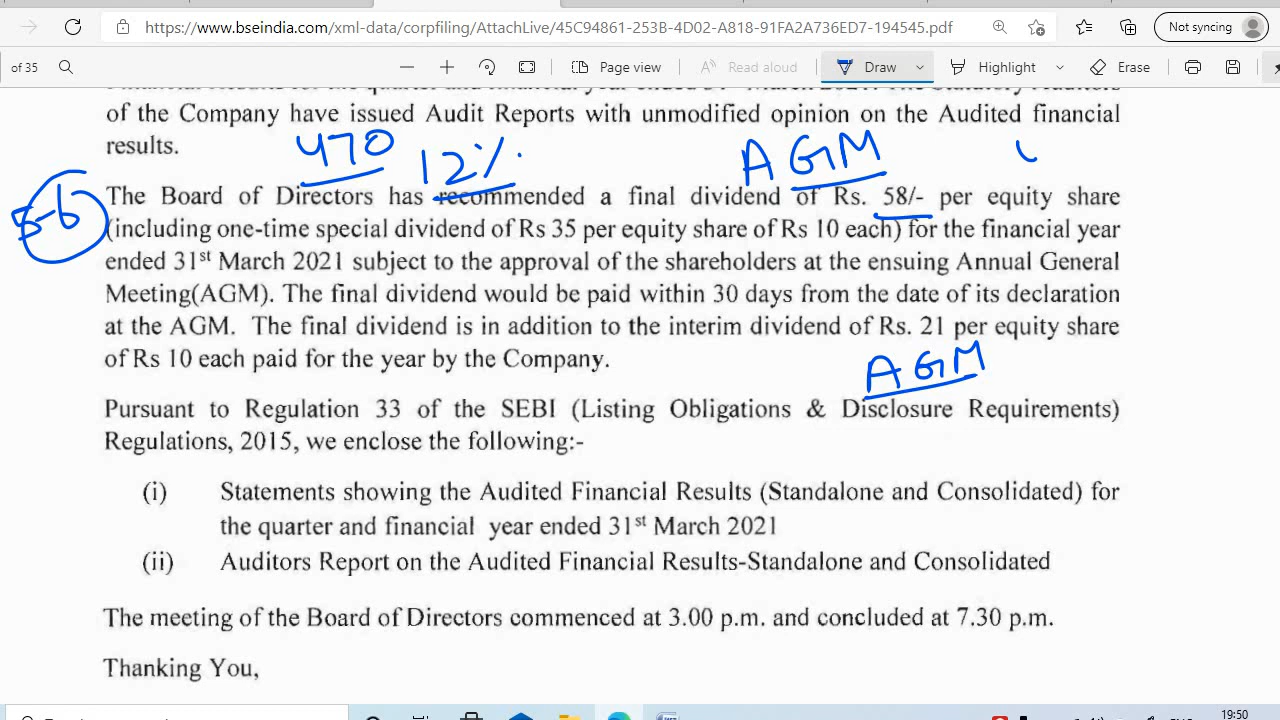 https://www.bseindia.com/xml-data/corpfiling/AttachLive/45C94861-253B-4D02-A818-91FA2A736ED7-194545.pdf
Not syncing
of 35
Page view
Read aloud
Draw
Highlight
Erase
of the Company have issued Audit Reports with unmodified opinion on the Audited financial
results.
470
12%
AGM
5-6
The Board of Directors has recommended a final dividend of Rs. 58/- per equity share
(including one-time special dividend of Rs 35 per equity share of Rs 10 each) for the financial year
ended 31st March 2021 subject to the approval of the shareholders at the ensuing Annual General
Meeting(AGM). The final dividend would be paid within 30 days from the date of its declaration
at the AGM. The final dividend is in addition to the interim dividend of Rs. 21 per equity share
of Rs 10 each paid for the year by the Company.
AGM
Pursuant to Regulation 33 of the SEBI (Listing Obligations & Disclosure Requirements)
Regulations, 2015, we enclose the following:-
(i) Statements showing the Audited Financial Results (Standalone and Consolidated) for
the quarter and financial year ended 31st March 2021
(ii) Auditors Report on the Audited Financial Results-Standalone and Consolidated
The meeting of the Board of Directors commenced at 3.00 p.m. and concluded at 7.30 p.m.
Thanking You,
19:50